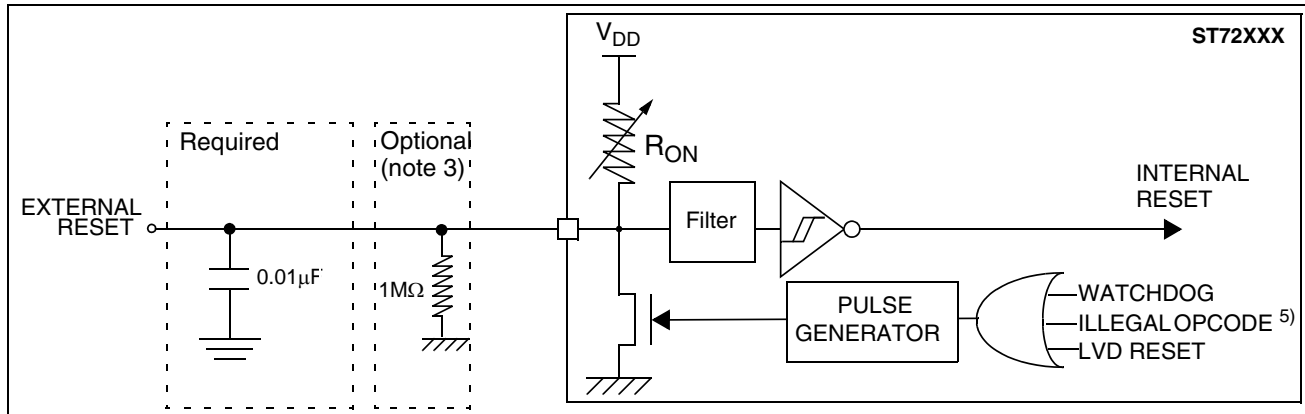 ST72XXX
VDD
Required
Optional
(note 3)
RON
EXTERNAL
RESET
Filter
INTERNAL
RESET
0.01µF
1MΩ
PULSE
GENERATOR
WATCHDOG
ILLEGAL OPCODE 5)
LVD RESET